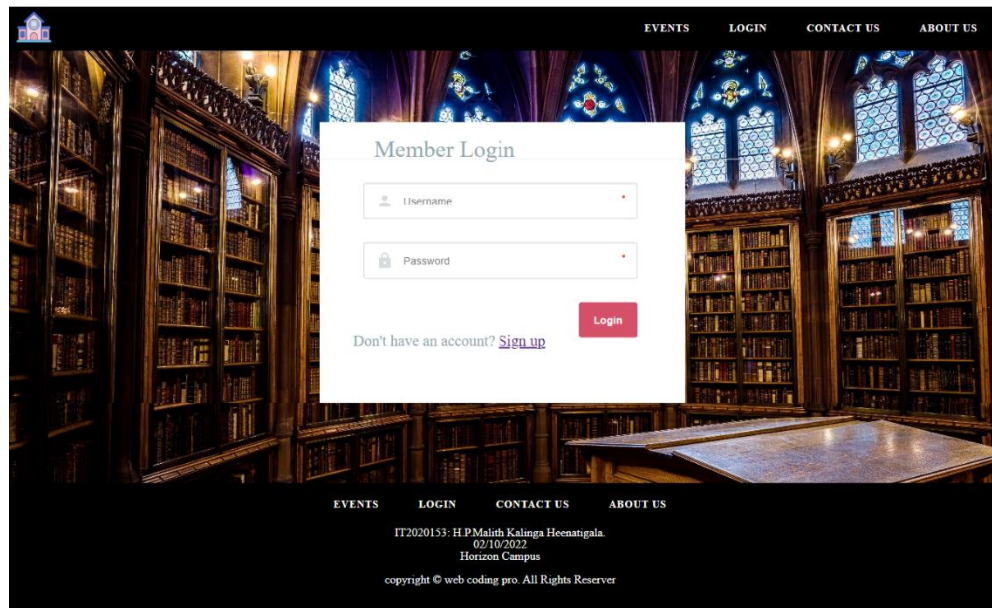 EVENTS LOGIN CONTACT US ABOUT US
Member Login
Username *
Password *
Login
Don't have an account? Sign up
EVENTS LOGIN CONTACT US ABOUT US
IT2020153: H.P.Malith Kalinga Heenatigala.
02/10/2022
Horizon Campus
copyright © web coding pro. All Rights Reserver